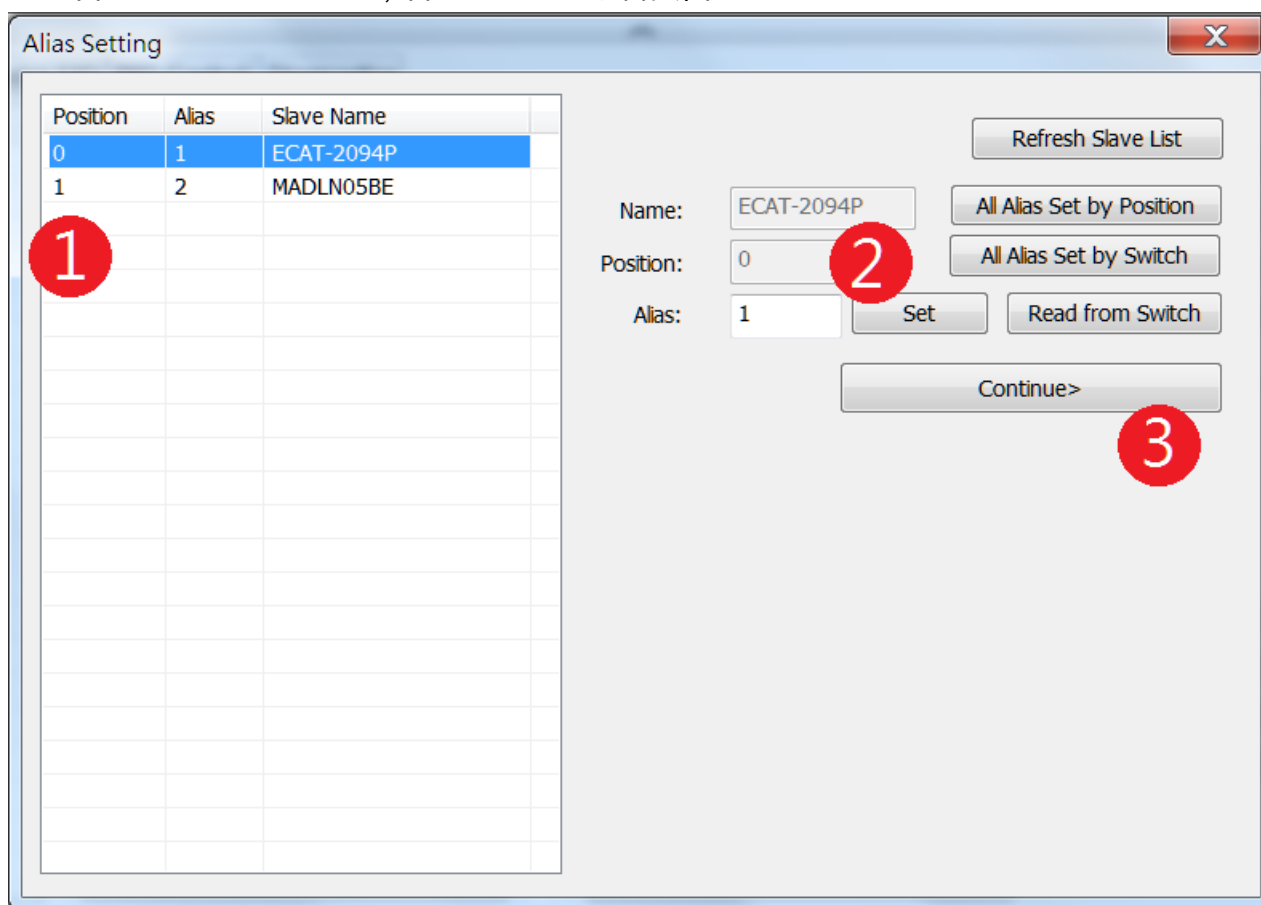 Alias Setting
X
Position Alias Slave Name
0 1 ECAT-2094P
1 2 MADLN05BE
1
Refresh Slave List
Name: ECAT-2094P All Alias Set by Position
Position: 0 2 All Alias Set by Switch
Alias: 1 Set Read from Switch
Continue>
3